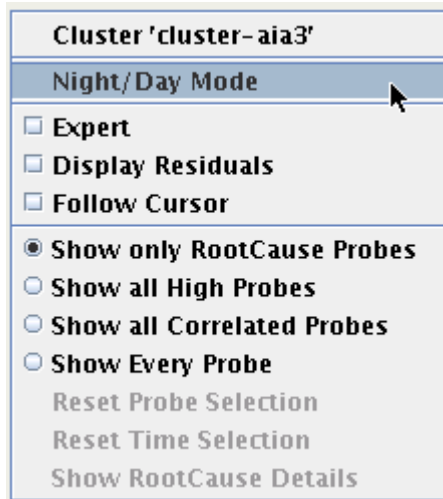 Cluster 'cluster-aia3'
Night/Day Mode
Expert
Display Residuals
Follow Cursor
Show only RootCause Probes
Show all High Probes
Show all Correlated Probes
Show Every Probe
Reset Probe Selection
Reset Time Selection
Show RootCause Details